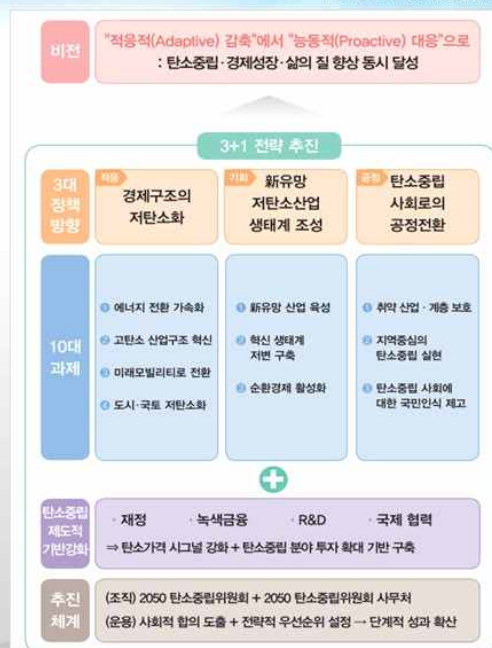 비전
"적응적(Adaptive) 감축"에서 "능동적(Proactive) 대응"으로
: 탄소중립·경제성장·삶의 질 향상 동시 달성
3+1 전략 추진
3대
정책
방향
적응
경제구조의
저탄소화
기회
新유망
저탄소산업
생태계 조성
공정
탄소중립
사회로의
공정전환
10대
과제
① 에너지 전환 가속화
② 고탄소 산업구조 혁신
③ 미래모빌리티로 전환
④ 도시·국토 저탄소화
① 新유망 산업 육성
② 혁신 생태계
저변 구축
③ 순환경제 활성화
① 취약 산업·계층 보호
② 지역중심의
탄소중립 실현
③ 탄소중립 사회에
대한 국민인식 제고
탄소중립
제도적
기반강화
· 재정 · 녹색금융 · R&D · 국제 협력
⇒ 탄소가격 시그널 강화 + 탄소중립 분야 투자 확대 기반 구축
추진
체계
(조직) 2050 탄소중립위원회 + 2050 탄소중립위원회 사무처
(운용) 사회적 합의 도출 + 전략적 우선순위 설정 → 단계적 성과 확산